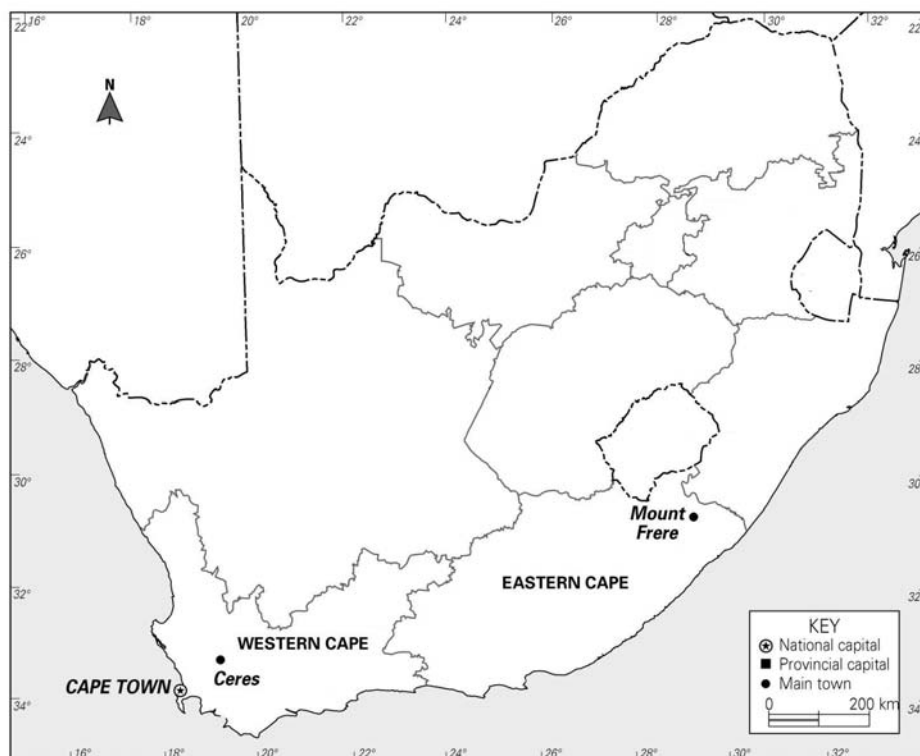 22° 16° 18° 20° 22° 24° 26° 28° 30° 32° 22
N
24° 24°
26° 26°
28° 28°
30° 30°
Mount
Frere
EASTERN CAPE
32° 32°
WESTERN CAPE
Ceres
CAPE TOWN
34° 34°
KEY
National capital
Provincial capital
Main town
0 200 km
16° 18° 20° 22° 24° 26° 28° 30° 32°